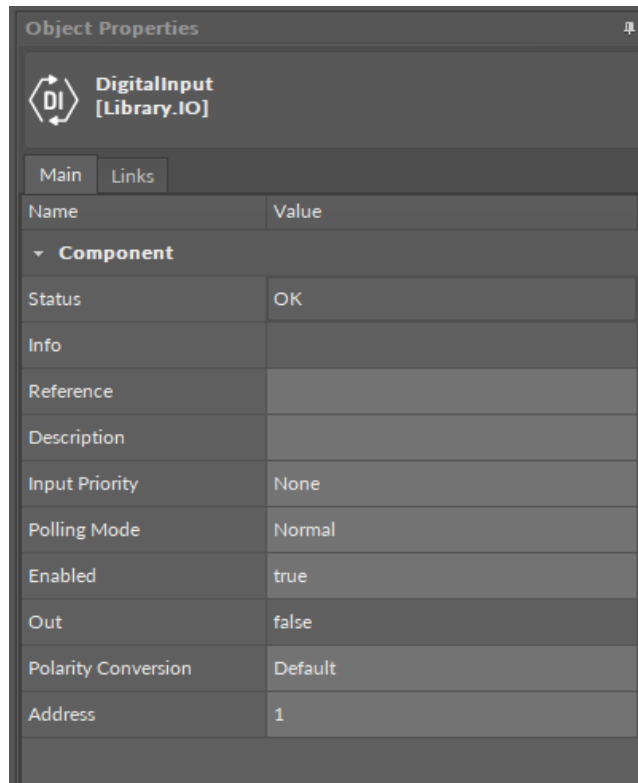 Object Properties
DI
DigitalInput
[Library.IO]
Main Links
Name Value
Component
Status OK
Info
Reference
Description
Input Priority None
Polling Mode Normal
Enabled true
Out false
Polarity Conversion Default
Address 1